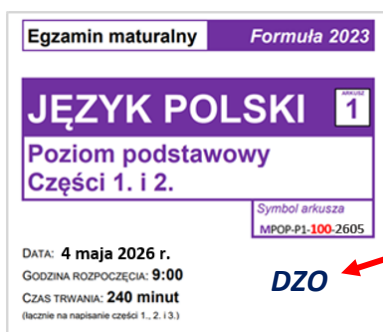 Egzamin maturalny Formuła 2023
ARKUSZ
JĘZYK POLSKI 1
Poziom podstawowy
Części 1. i 2.
Symbol arkusza
MPOP-P1-100-2605
DATA: 4 maja 2026 r.
GODZINA ROZPOCZĘCIA: 9:00
CZAS TRWANIA: 240 minut
(łącznie na napisanie części 1., 2. i 3.)
DZO